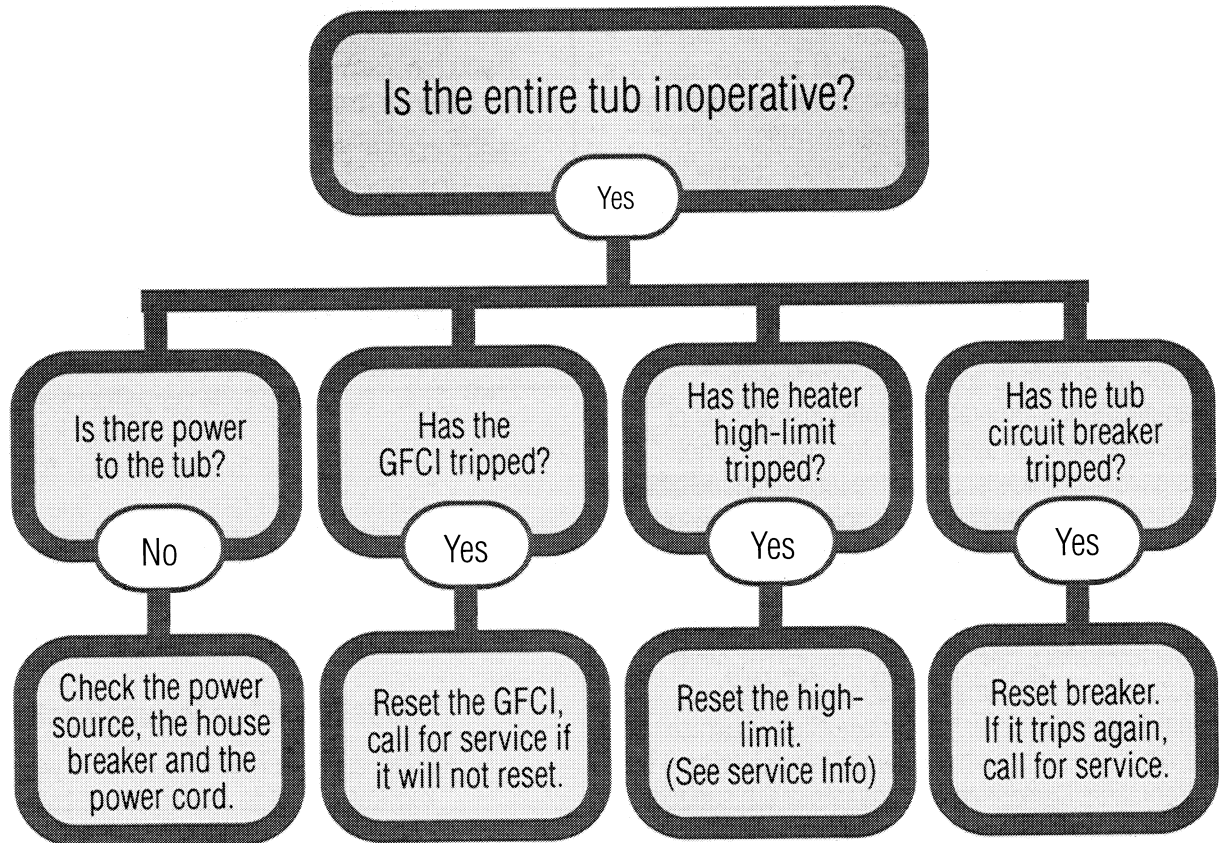 Is the entire tub inoperative?
Yes
Is there power
to the tub?
No
Check the power
source, the house
breaker and the
power cord.
Has the
GFCI tripped?
Yes
Reset the GFCI,
call for service if
it will not reset.
Has the heater
high-limit
tripped?
Yes
Reset the high-
limit.
(See service Info)
Has the tub
circuit breaker
tripped?
Yes
Reset breaker.
If it trips again,
call for service.